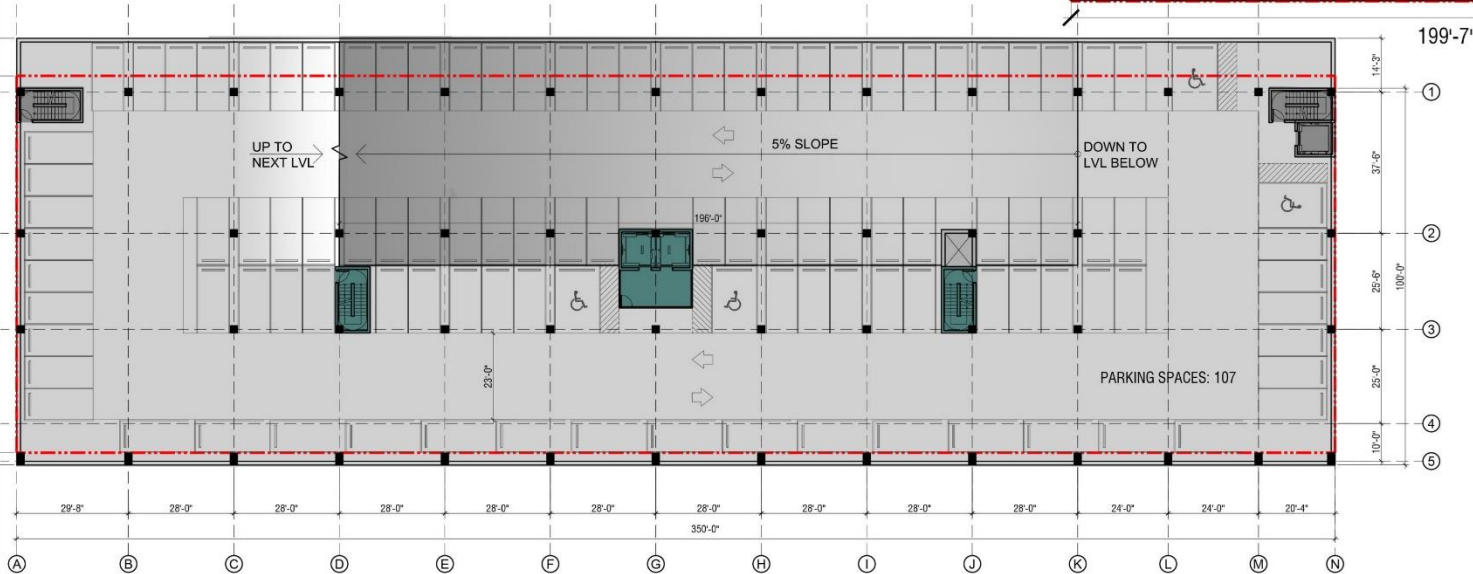 199'-7"
14'-3"
1
UP TO
NEXT LVL
5% SLOPE
DOWN TO
LVL BELOW
37'-6"
196'-0"
2
25'-6"
100'-0"
3
23'-0"
PARKING SPACES: 107
25'-0"
4
10'-0"
5
29'-8"
28'-0"
28'-0"
28'-0"
28'-0"
28'-0"
28'-0"
28'-0"
28'-0"
28'-0"
24'-0"
24'-0"
20'-4"
350'-0"
A
B
C
D
E
F
G
H
I
J
K
L
M
N